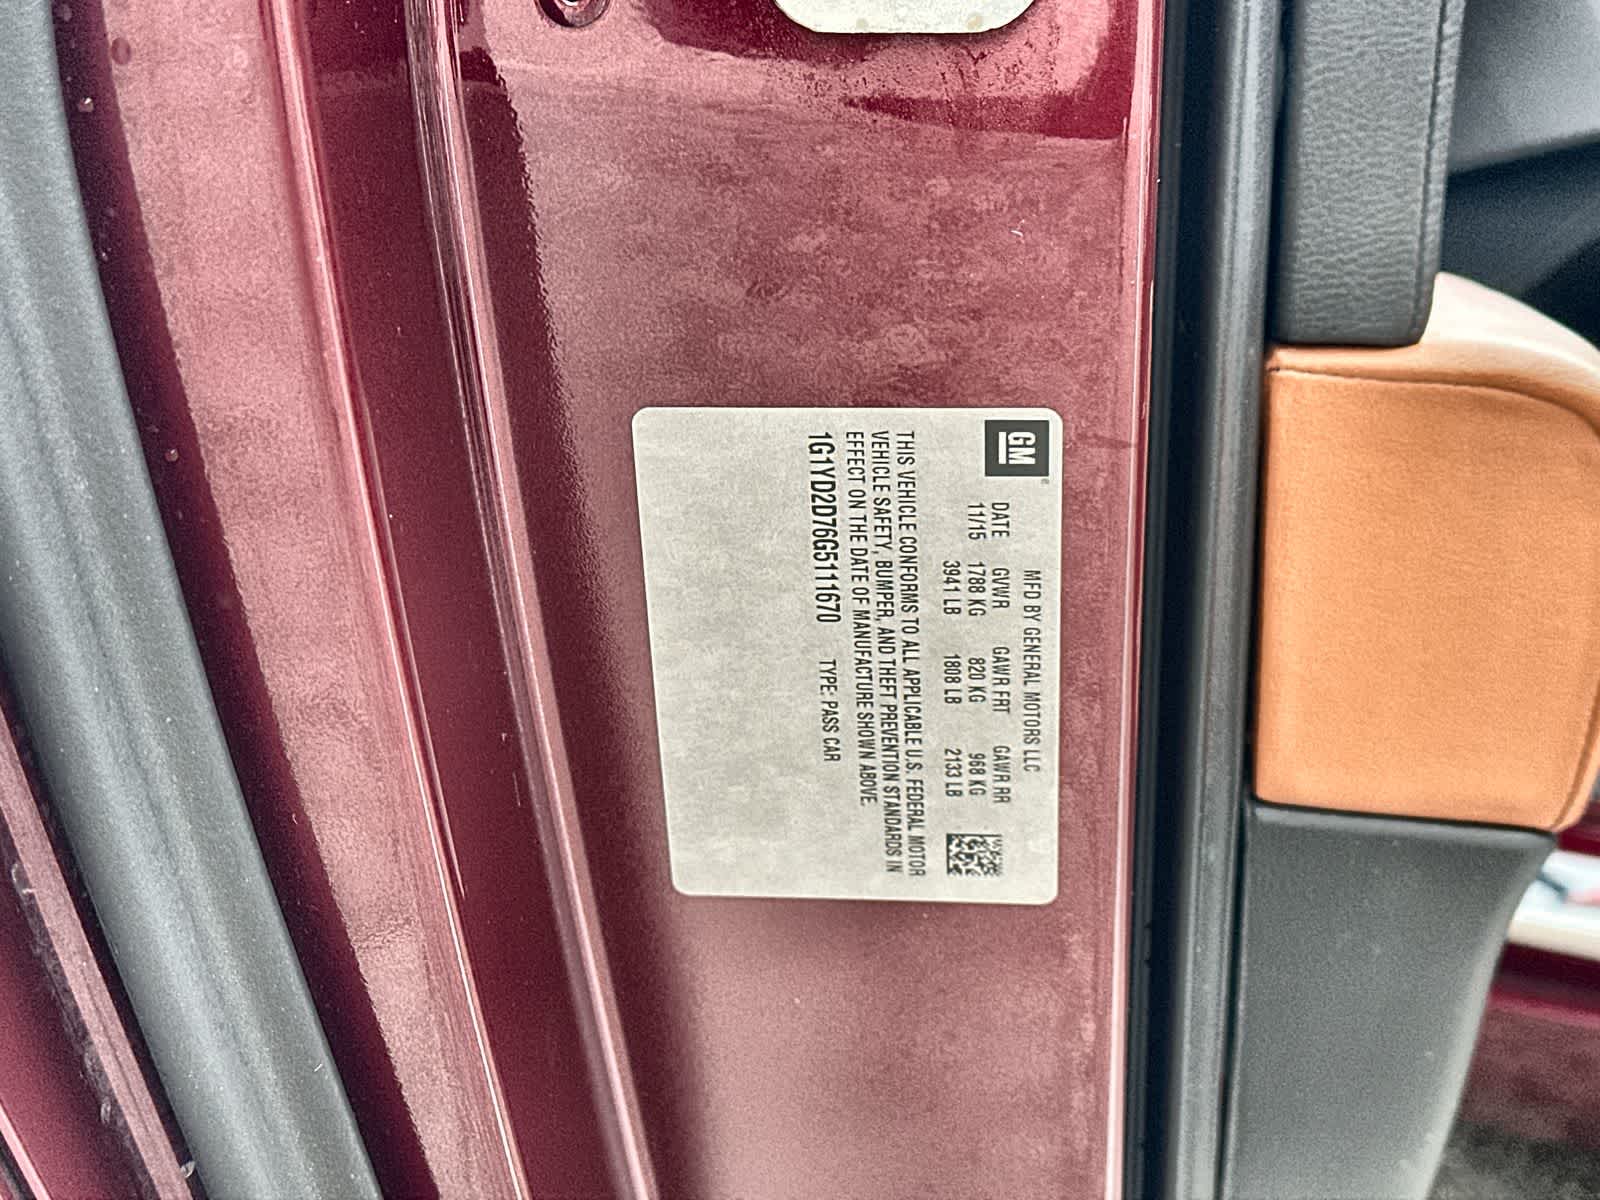 GM
MFD BY GENERAL MOTORS LLC
DATE GVWR GAWR FRT GAWR RR
11/15 1788 KG 820 KG 968 KG
3941 LB 1808 LB 2133 LB
THIS VEHICLE CONFORMS TO ALL APPLICABLE U.S. FEDERAL MOTOR
VEHICLE SAFETY, BUMPER, AND THEFT PREVENTION STANDARDS IN
EFFECT ON THE DATE OF MANUFACTURE SHOWN ABOVE.
1G1YD2D76G5111670 TYPE: PASS CAR